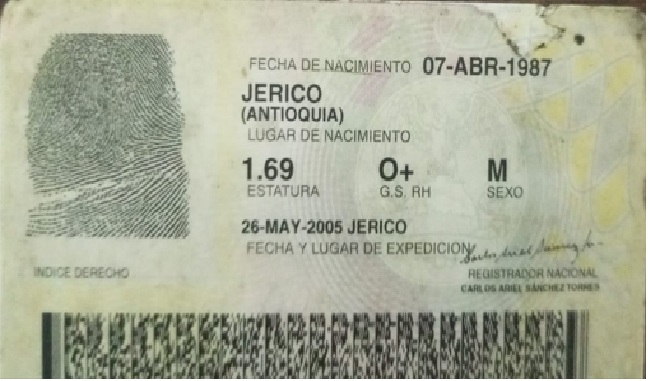 FECHA DE NACIMIENTO 07-ABR-1987
JERICO
(ANTIOQUIA)
LUGAR DE NACIMIENTO
1.69 O+ M
ESTATURA G.S. RH SEXO
26-MAY-2005 JERICO
FECHA Y LUGAR DE EXPEDICION
INDICE DERECHO
REGISTRADOR NACIONAL
CARLOS ARIEL SÁNCHEZ TORRES